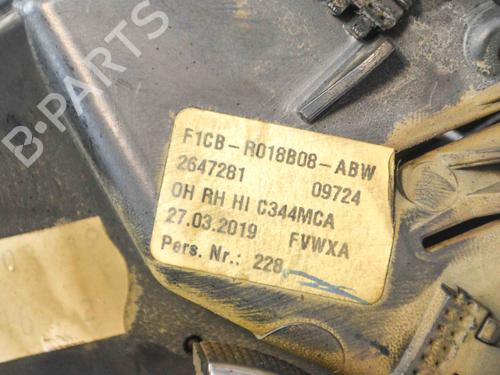 B-PARTS
F1CB-R018B08-ABW
2647281 09724
OH RH HI C344MCA
27.03.2019 FVWXA
Pers. Nr.: 228